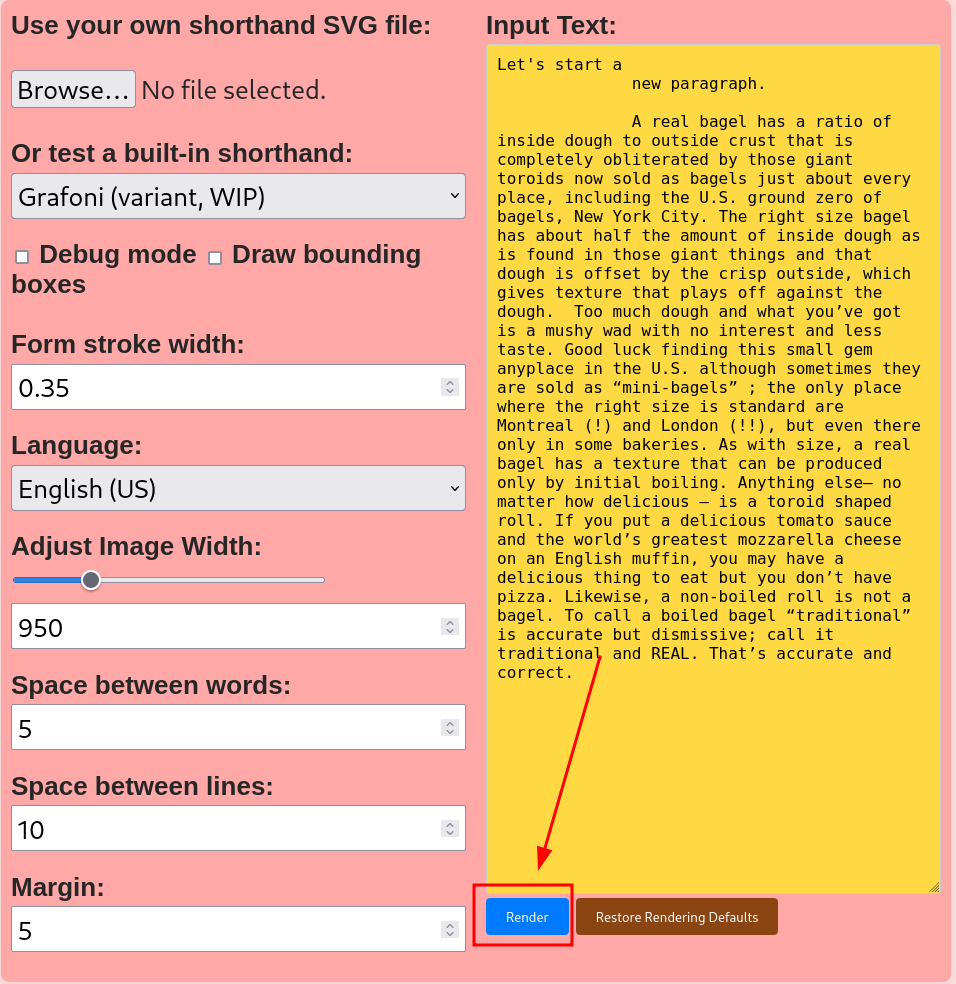 Use your own shorthand SVG file:
Browse... No file selected.
Or test a built-in shorthand:
Grafoni (variant, WIP)
Debug mode Draw bounding
boxes
Form stroke width:
0.35
Language:
English (US)
Adjust Image Width:
950
Space between words:
5
Space between lines:
10
Margin:
5
Input Text:
Let's start a
new paragraph.
A real bagel has a ratio of
inside dough to outside crust that is
completely obliterated by those giant
toroids now sold as bagels just about every
place, including the U.S. ground zero of
bagels, New York City. The right size bagel
has about half the amount of inside dough as
is found in those giant things and that
dough is offset by the crisp outside, which
gives texture that plays off against the
dough.  Too much dough and what you’ve got
is a mushy wad with no interest and less
taste. Good luck finding this small gem
anyplace in the U.S. although sometimes they
are sold as “mini-bagels” ; the only place
where the right size is standard are
Montreal (!) and London (!!), but even there
only in some bakeries. As with size, a real
bagel has a texture that can be produced
only by initial boiling. Anything else— no
matter how delicious — is a toroid shaped
roll. If you put a delicious tomato sauce
and the world’s greatest mozzarella cheese
on an English muffin, you may have a
delicious thing to eat but you don’t have
pizza. Likewise, a non-boiled roll is not a
bagel. To call a boiled bagel “traditional”
is accurate but dismissive; call it
traditional and REAL. That’s accurate and
correct.
Render Restore Rendering Defaults